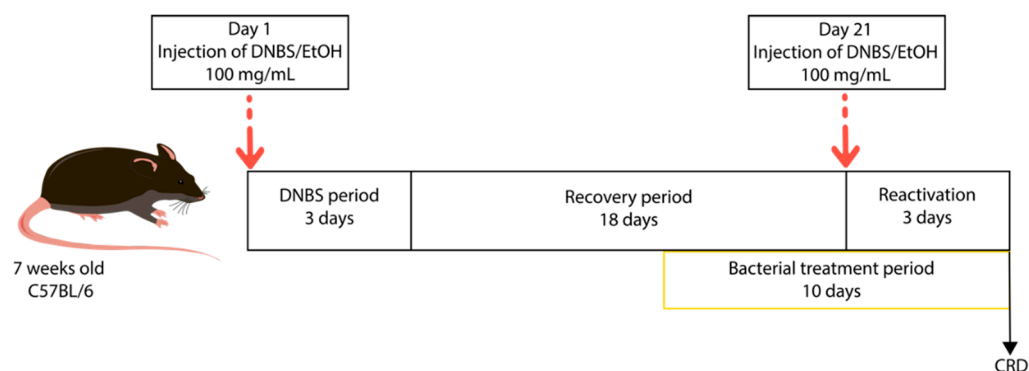 Day 1
Injection of DNBS/EtOH
100 mg/mL
Day 21
Injection of DNBS/EtOH
100 mg/mL
DNBS period
3 days
Recovery period
18 days
Reactivation
3 days
7 weeks old
C57BL/6
Bacterial treatment period
10 days
CRD